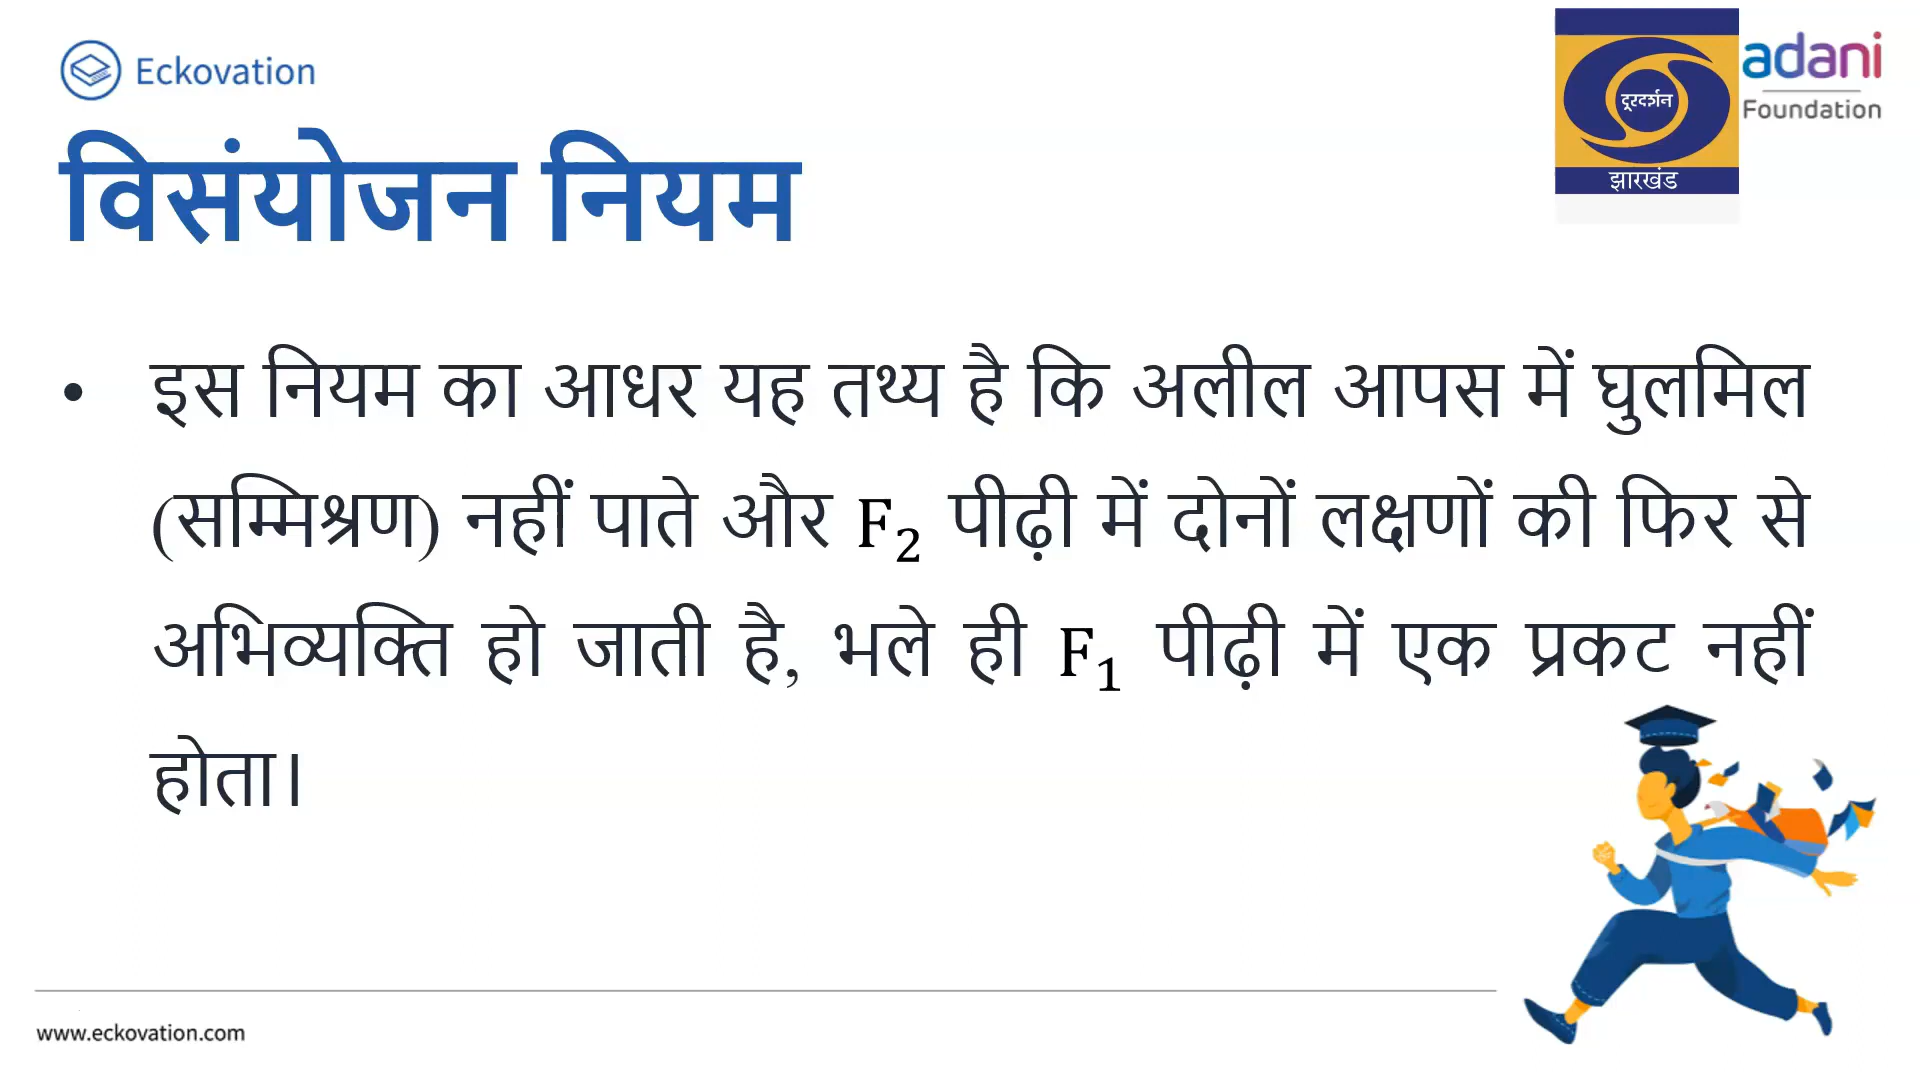 Eckovation
दूरदर्शन
झारखंड
adani
Foundation
विसंयोजन नियम
• इस नियम का आधर यह तथ्य है कि अलील आपस में घुलमिल
(सम्मिश्रण) नहीं पाते और F₂ पीढ़ी में दोनों लक्षणों की फिर से
अभिव्यक्ति हो जाती है, भले ही F₁ पीढ़ी में एक प्रकट नहीं
होता।
www.eckovation.com